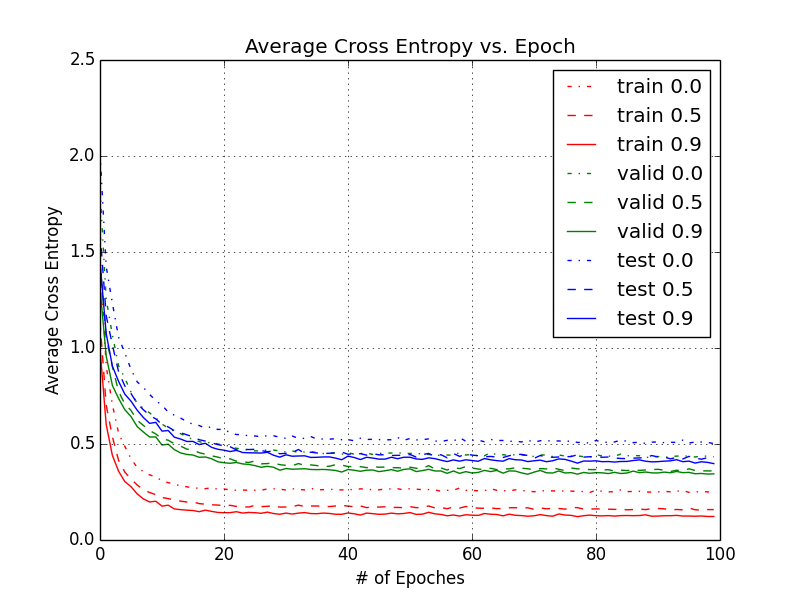 Average Cross Entropy vs. Epoch
2.5
2.0
1.5
1.0
0.5
0.0
Average Cross Entropy
train 0.0
train 0.5
train 0.9
valid 0.0
valid 0.5
valid 0.9
test 0.0
test 0.5
test 0.9
0 20 40 60 80 100
# of Epoches